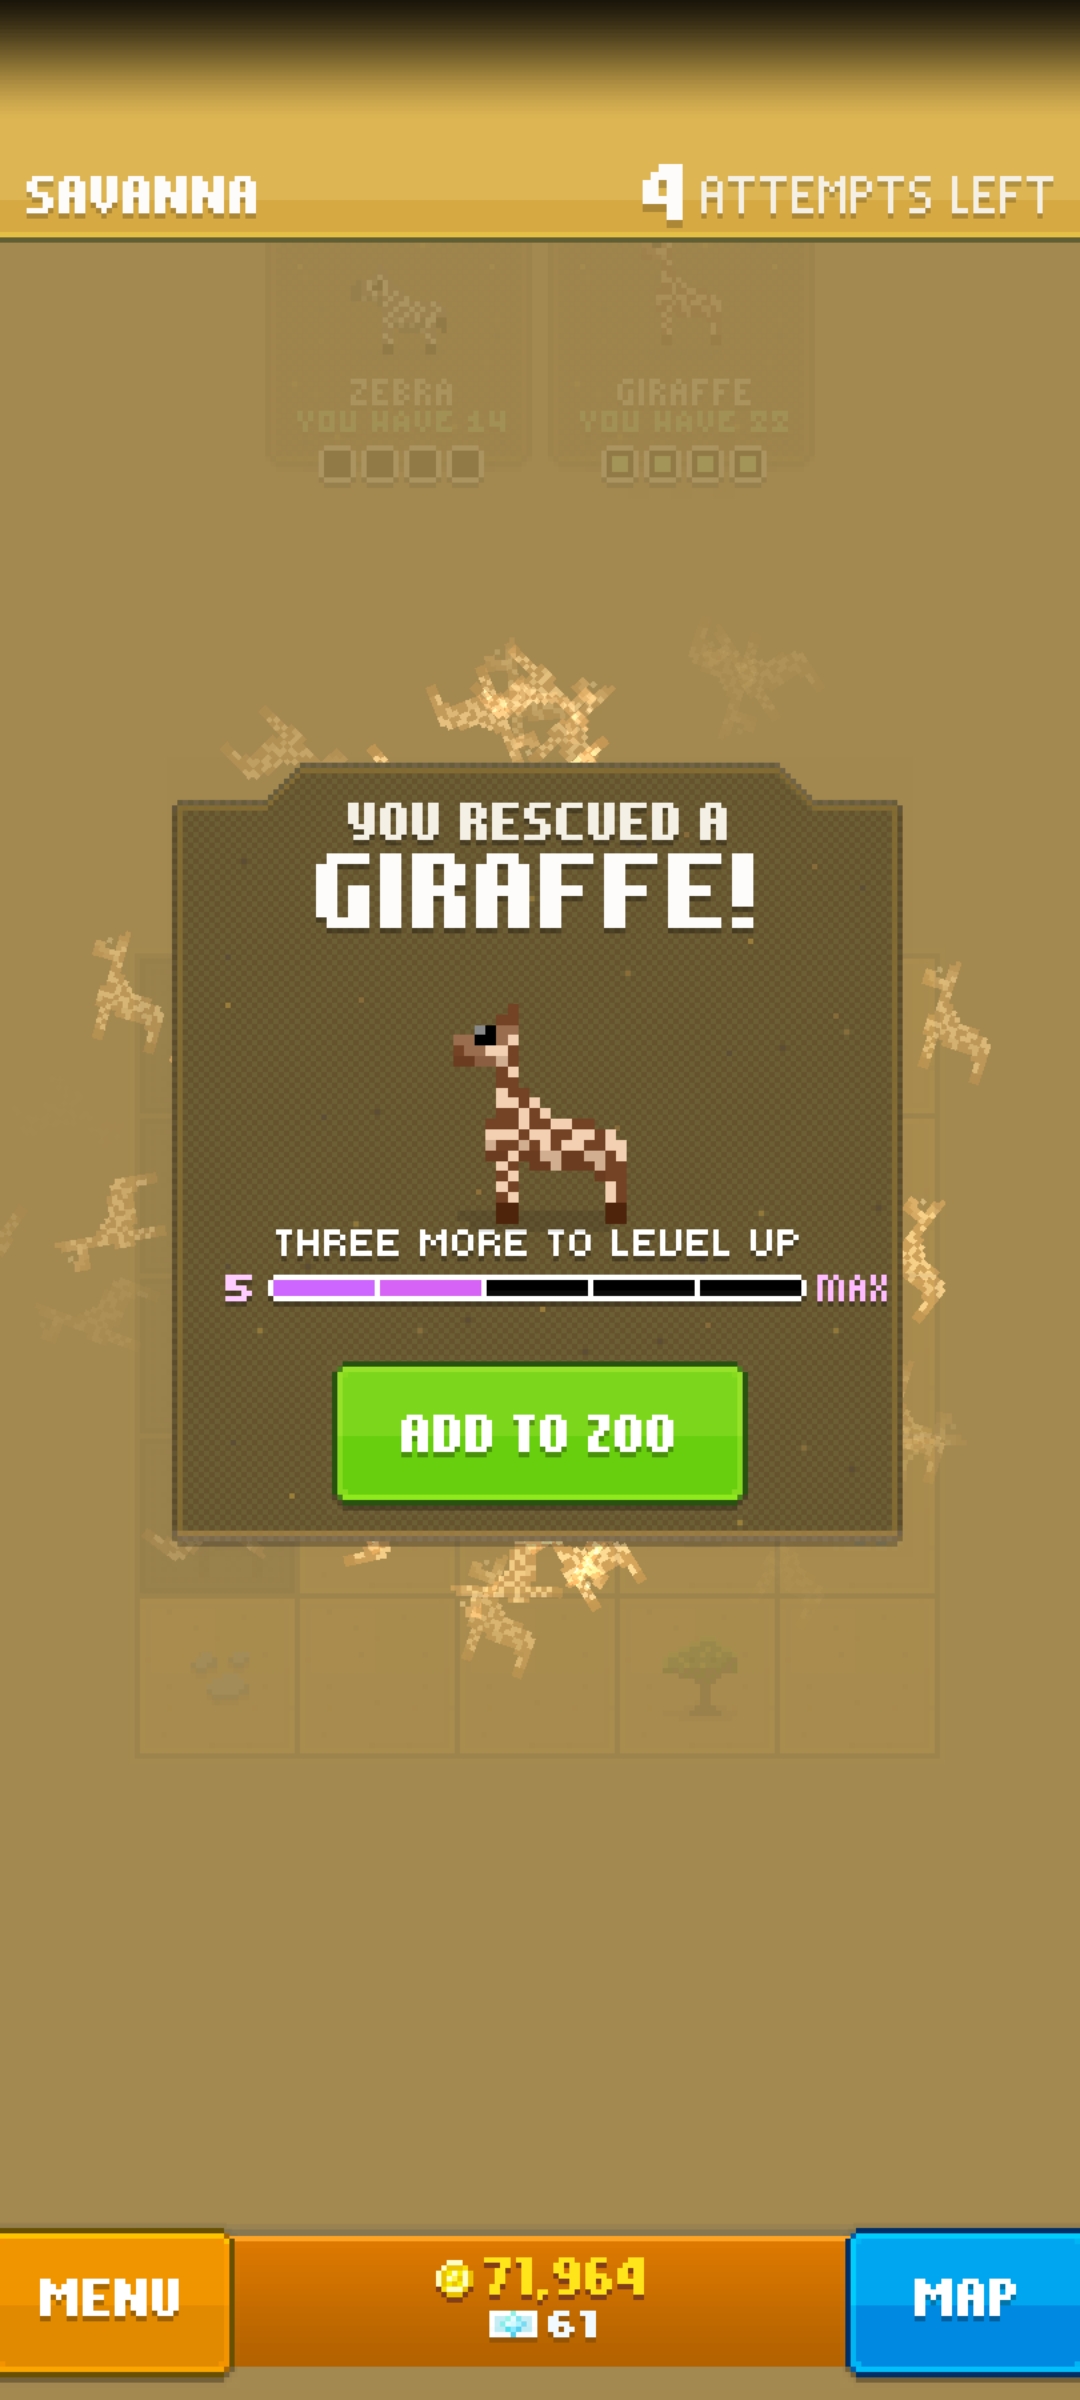 SAVANNA
4 ATTEMPTS LEFT
ZEBRA
YOU HAVE 14
GIRAFFE
YOU HAVE 22
YOU RESCUED A
GIRAFFE!
THREE MORE TO LEVEL UP
5
MAX
ADD TO ZOO
MENU
71,964
61
MAP